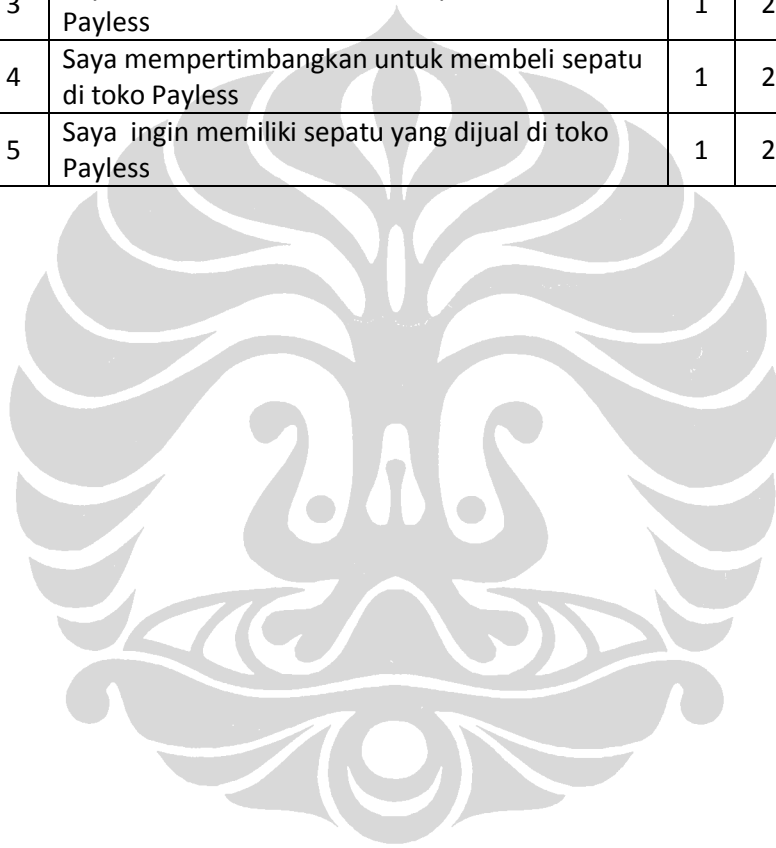 3 Payless 1 2
4 Saya mempertimbangkan untuk membeli sepatu
di toko Payless 1 2
5 Saya ingin memiliki sepatu yang dijual di toko
Payless 1 2